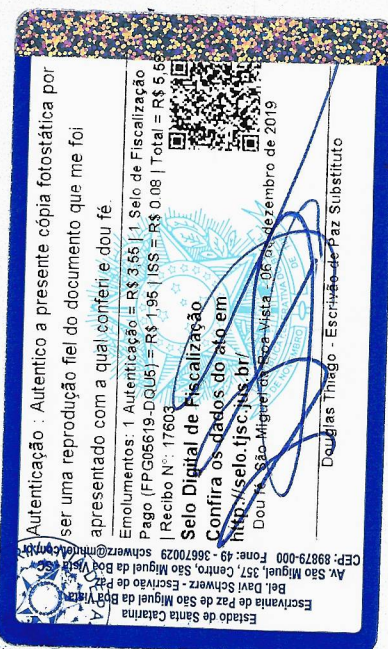 Estado de Santa Catarina
Escrivania de Paz de São Miguel da Boa Vista
Bel. Davi Schwerz - Escrivão de Paz
Av. São Miguel, 357, Centro, São Miguel da Boa Vista - SC
CEP: 89879-000 Fone: 49 - 36670029
Autenticação : Autentico a presente cópia fotostática por
ser uma reprodução fiel do documento que me foi
apresentado com a qual conferi e dou fé.
Emolumentos: 1 Autenticação = R$ 3,55 | 1 Selo de Fiscalização
Pago (FPG05619-DQU5) = R$ 1,95 | ISS = R$ 0.08 | Total = R$ 5,58
| Recibo Nº: 17603
Selo Digital de Fiscalização
Confira os dados do ato em
http://selo.tjsc.jus.br/
Dou fé, São Miguel da Boa Vista - 06 de dezembro de 2019
Douglas Thiago - Escrivão de Paz Substituto